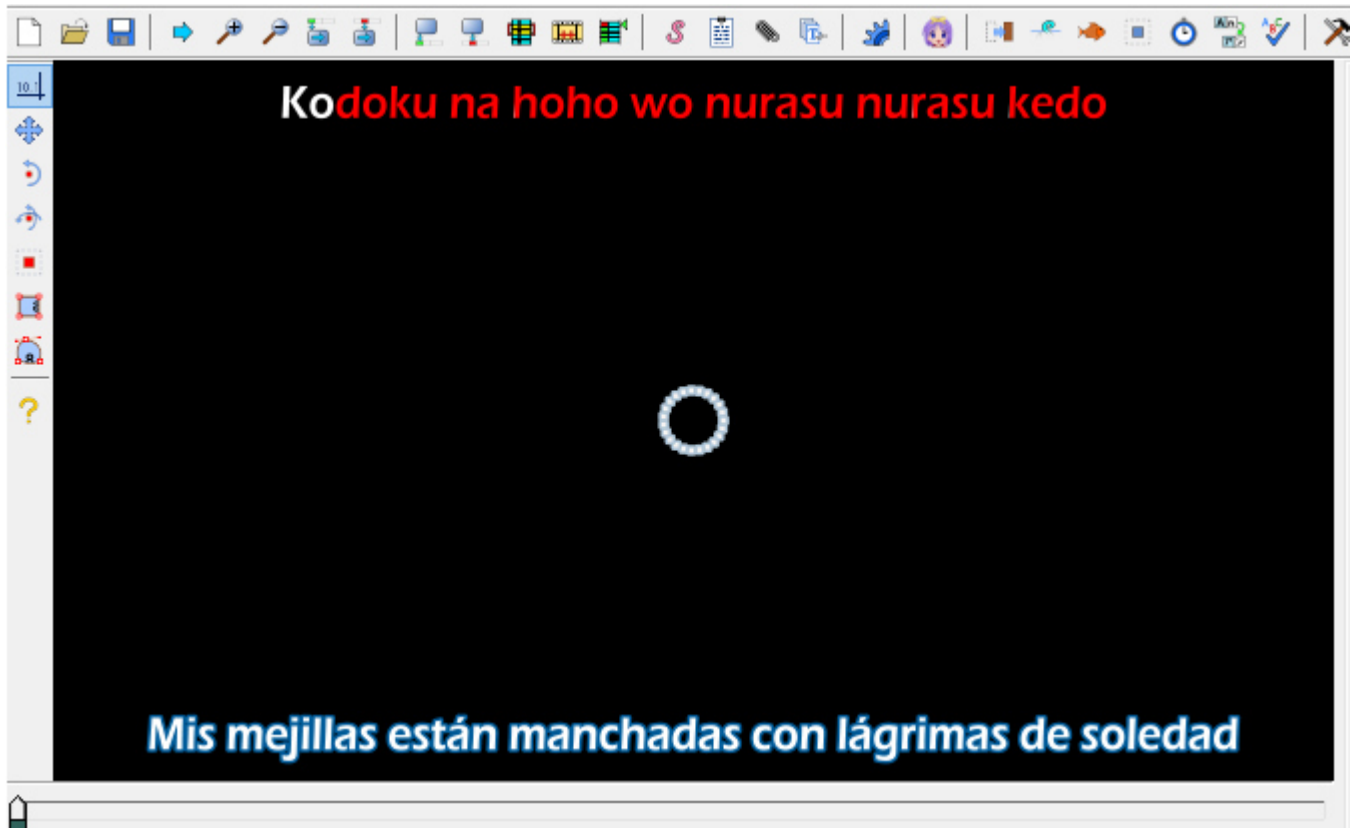 Kodoku na hoho wo nurasu nurasu kedo
Mis mejillas están manchadas con lágrimas de soledad